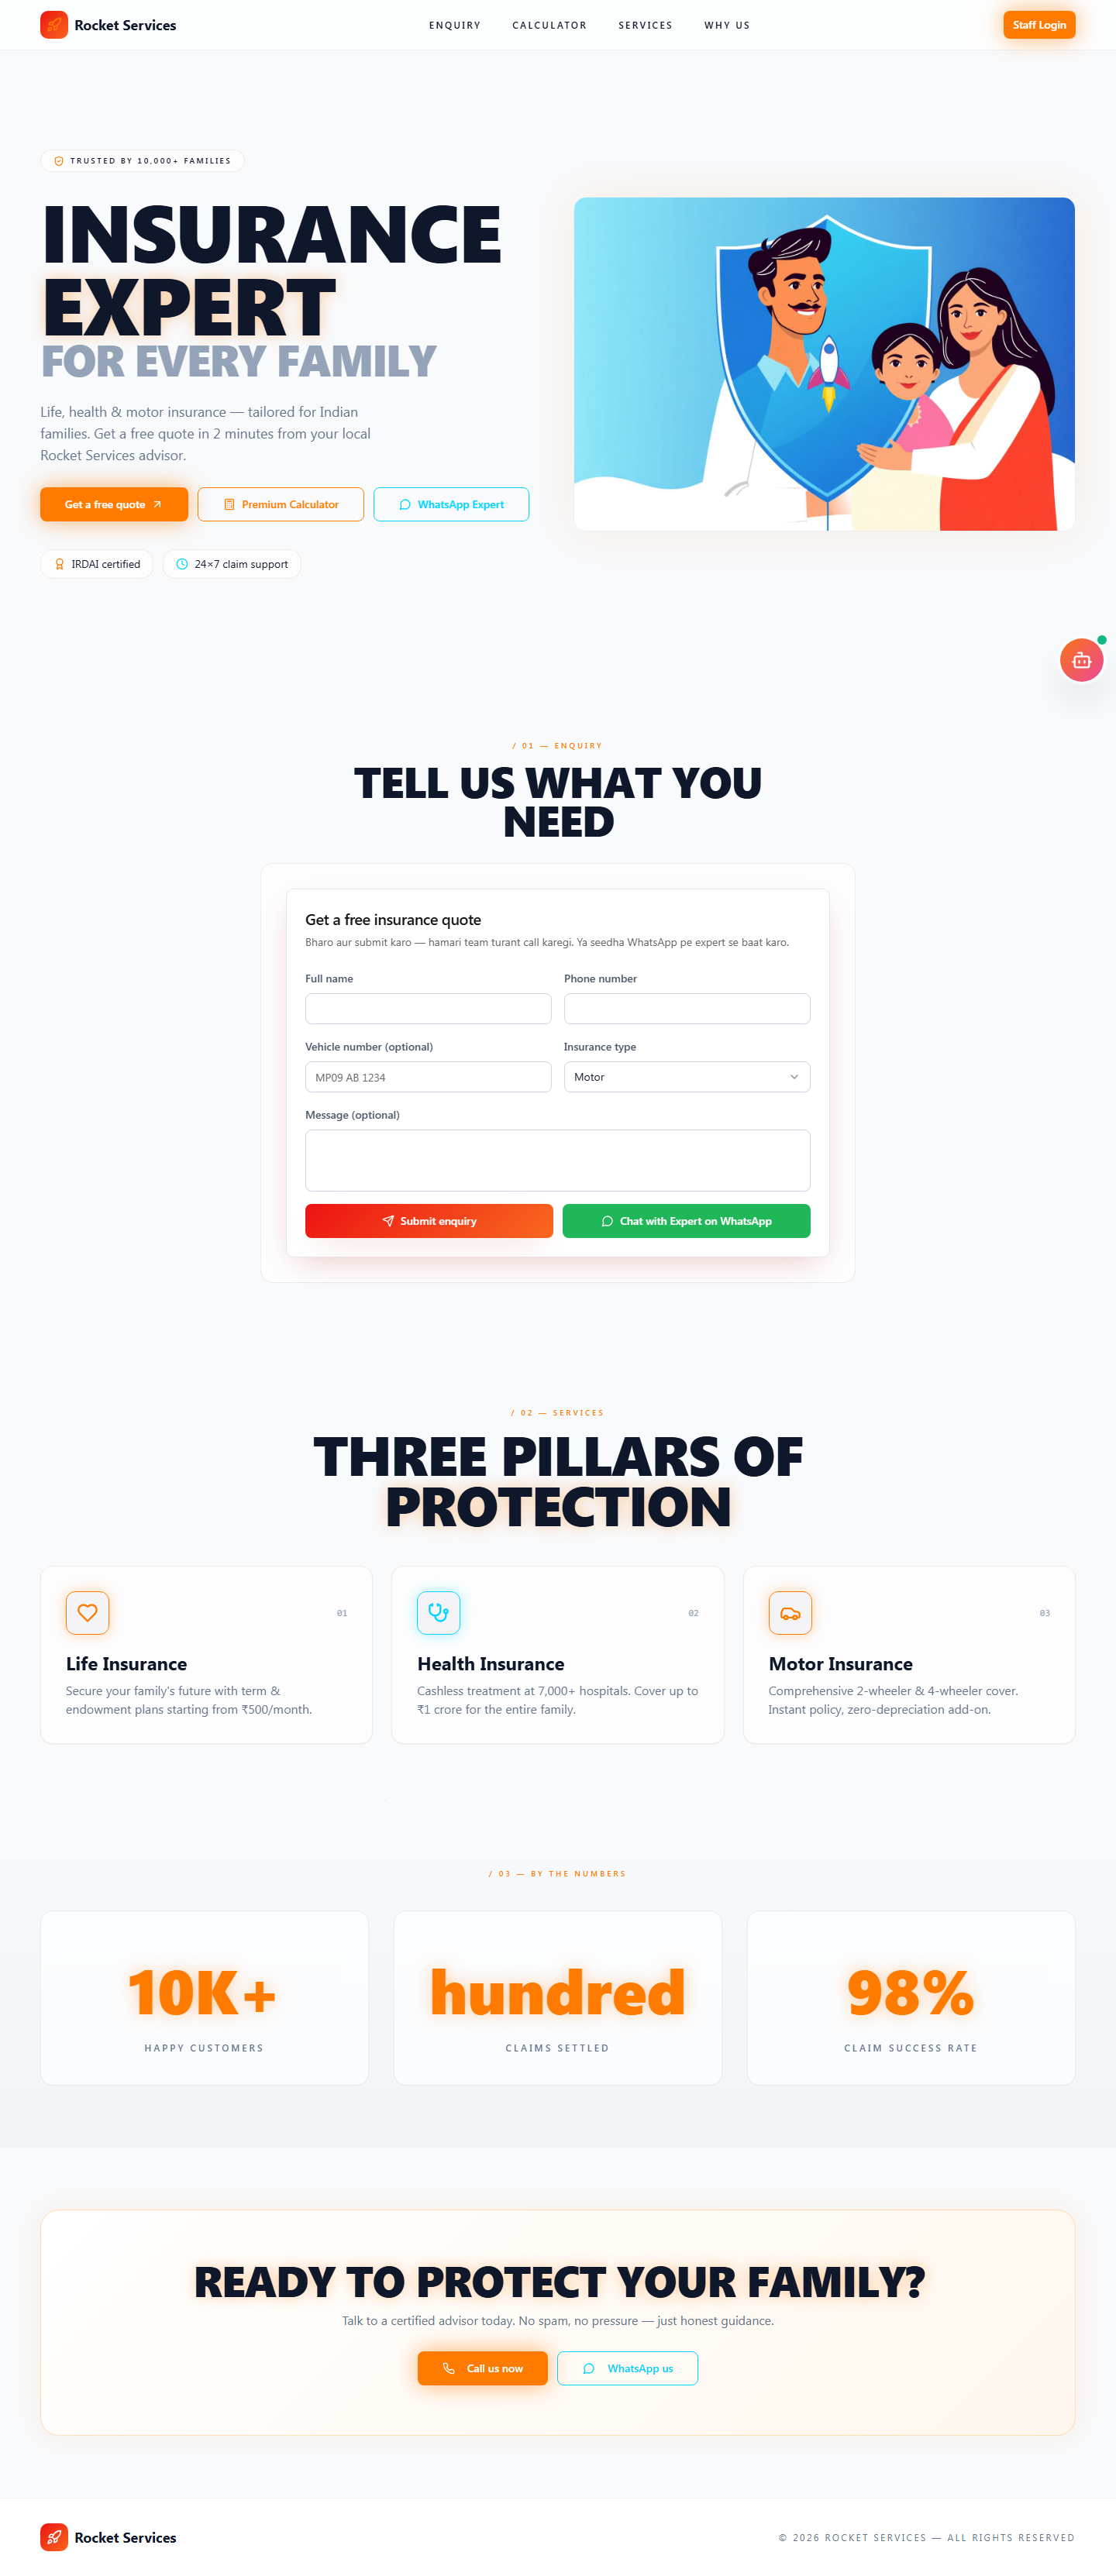 Rocket Services
ENQUIRY
CALCULATOR
SERVICES
WHY US
Staff Login
TRUSTED BY 10,000+ FAMILIES
INSURANCE
EXPERT
FOR EVERY FAMILY
Life, health & motor insurance — tailored for Indian
families. Get a free quote in 2 minutes from your local
Rocket Services advisor.
Get a free quote
Premium Calculator
WhatsApp Expert
IRDAI certified
24×7 claim support
/ 01 — ENQUIRY
TELL US WHAT YOU
NEED
Get a free insurance quote
Bharo aur submit karo — hamari team turant call karegi. Ya seedha WhatsApp pe expert se baat karo.
Full name
Phone number
Vehicle number (optional)
Insurance type
MP09 AB 1234
Motor
Message (optional)
Submit enquiry
Chat with Expert on WhatsApp
/ 02 — SERVICES
THREE PILLARS OF
PROTECTION
01
Life Insurance
Secure your family's future with term &
endowment plans starting from ₹500/month.
02
Health Insurance
Cashless treatment at 7,000+ hospitals. Cover up to
₹1 crore for the entire family.
03
Motor Insurance
Comprehensive 2-wheeler & 4-wheeler cover.
Instant policy, zero-depreciation add-on.
/ 03 — BY THE NUMBERS
10K+
HAPPY CUSTOMERS
hundred
CLAIMS SETTLED
98%
CLAIM SUCCESS RATE
READY TO PROTECT YOUR FAMILY?
Talk to a certified advisor today. No spam, no pressure — just honest guidance.
Call us now
WhatsApp us
Rocket Services
© 2026 ROCKET SERVICES — ALL RIGHTS RESERVED